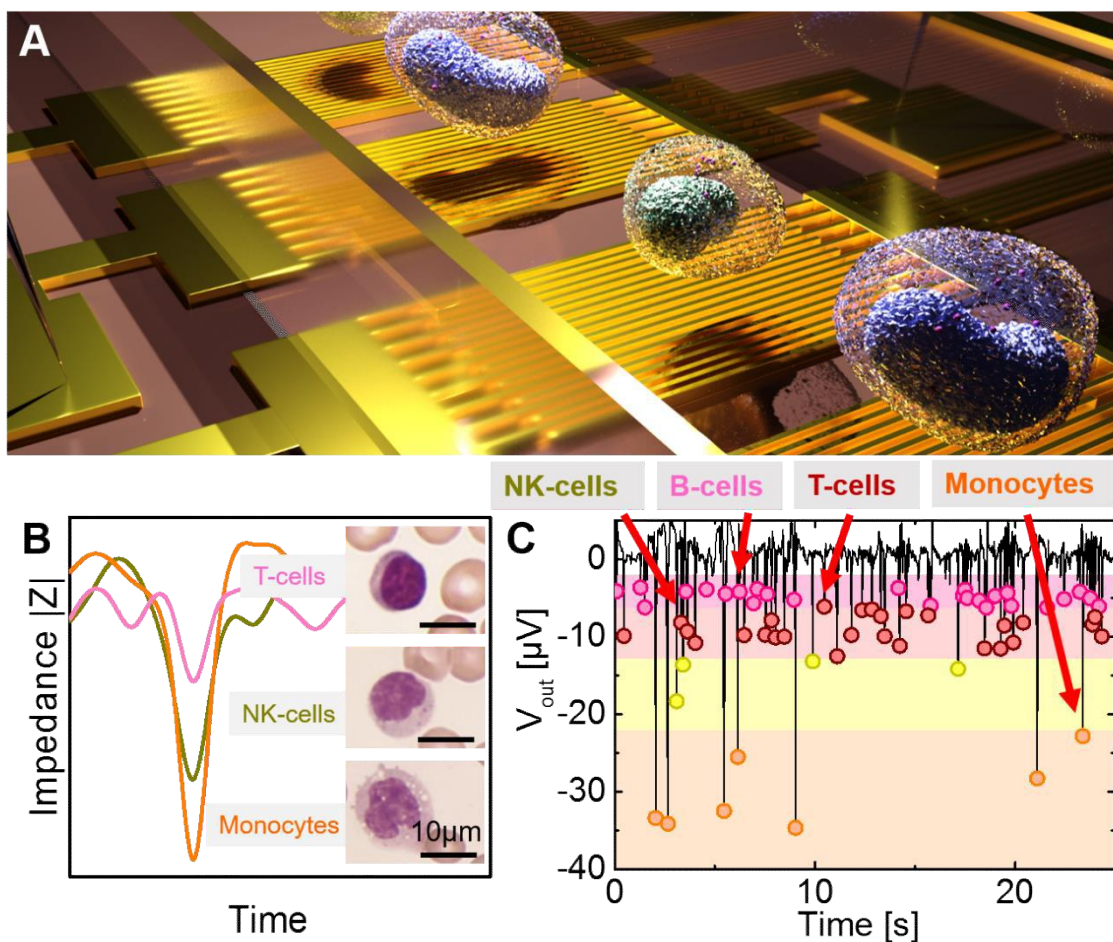 A
NK-cells B-cells T-cells Monocytes
B
Impedance |Z|
T-cells
NK-cells
Monocytes
10µm
Time
C
V_out [µV]
0
-10
-20
-30
-40
0 10 20
Time [s]